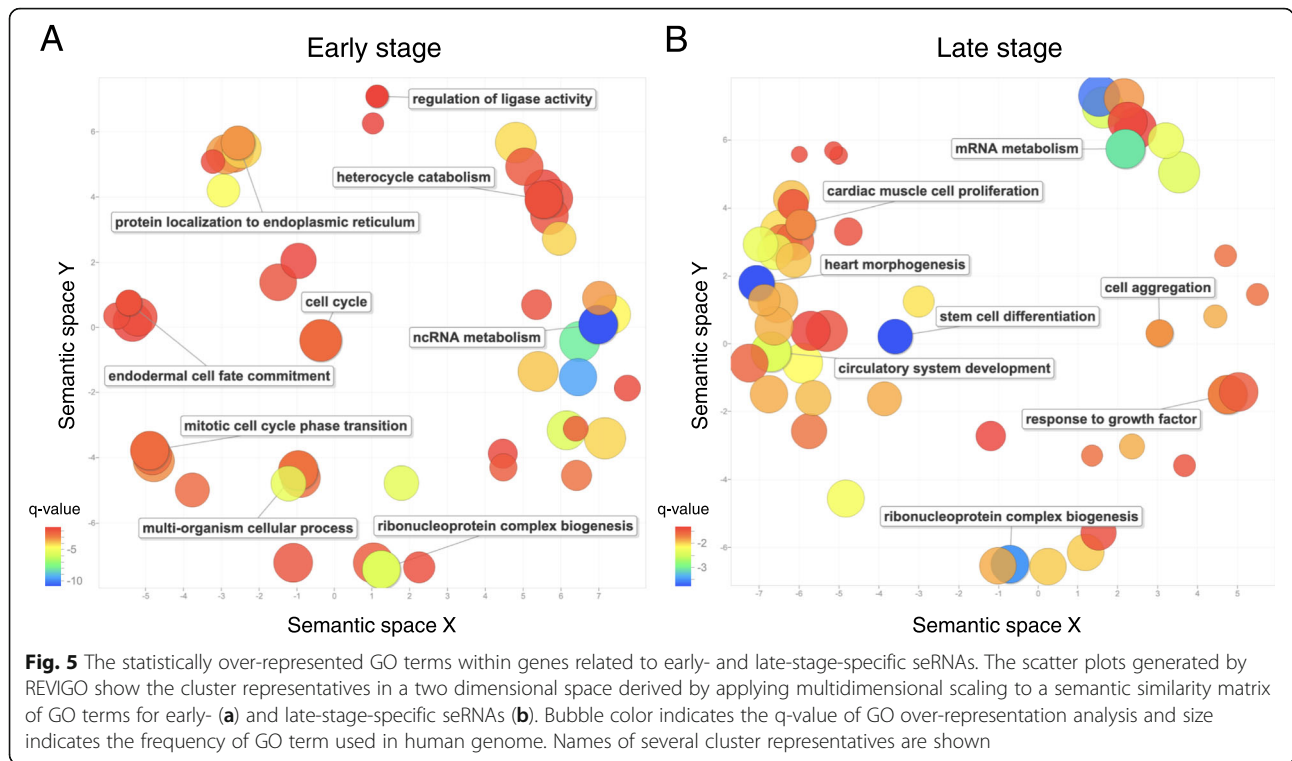 A
Early stage
regulation of ligase activity
heterocycle catabolism
protein localization to endoplasmic reticulum
cell cycle
ncRNA metabolism
endodermal cell fate commitment
mitotic cell cycle phase transition
multi-organism cellular process
ribonucleoprotein complex biogenesis
Semantic space Y
6
4
2
0
-2
-4
-6
q-value
-5
-10
-5 -4 -3 -2 -1 0 1 2 3 4 5 6 7
Semantic space X
B
Late stage
mRNA metabolism
cardiac muscle cell proliferation
heart morphogenesis
cell aggregation
stem cell differentiation
circulatory system development
response to growth factor
ribonucleoprotein complex biogenesis
Semantic space Y
6
4
2
0
-2
-4
-6
q-value
-2
-3
-7 -6 -5 -4 -3 -2 -1 0 1 2 3 4 5
Semantic space X
Fig. 5 The statistically over-represented GO terms within genes related to early- and late-stage-specific seRNAs. The scatter plots generated by
REVIGO show the cluster representatives in a two dimensional space derived by applying multidimensional scaling to a semantic similarity matrix
of GO terms for early- (a) and late-stage-specific seRNAs (b). Bubble color indicates the q-value of GO over-representation analysis and size
indicates the frequency of GO term used in human genome. Names of several cluster representatives are shown